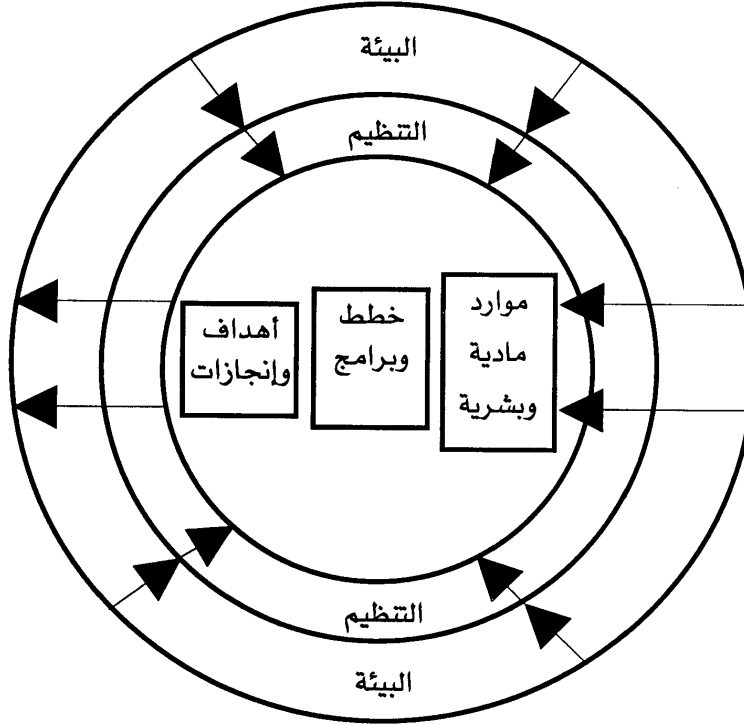 البيئة
التنظيم
موارد
مادية
وبشرية
خطط
وبرامج
أهداف
وإنجازات
التنظيم
البيئة